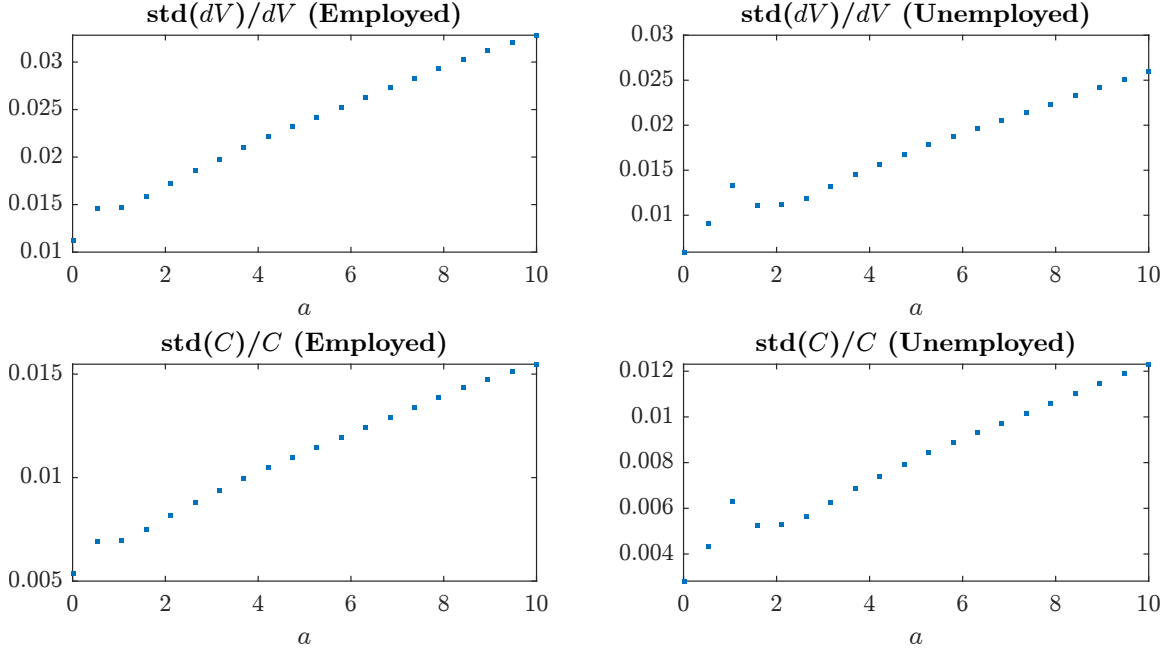 std(dV)/dV (Employed)
0.03
0.025
0.02
0.015
0.01
0 2 4 6 8 10
a
std(dV)/dV (Unemployed)
0.03
0.025
0.02
0.015
0.01
0 2 4 6 8 10
a
std(C)/C (Employed)
0.015
0.01
0.005
0 2 4 6 8 10
a
std(C)/C (Unemployed)
0.012
0.01
0.008
0.006
0.004
0 2 4 6 8 10
a